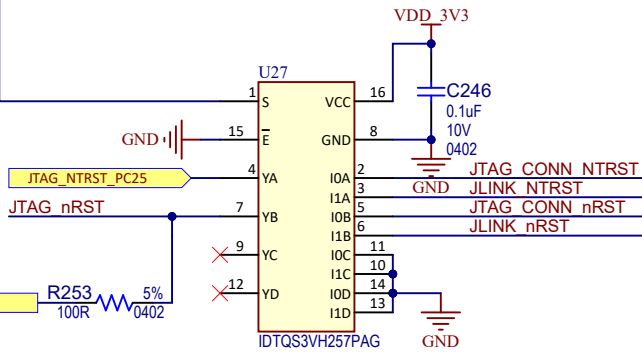 VDD_3V3
U27
1
S
VCC
16
C246
0.1uF
10V
0402
GND
15
E
GND
8
GND
JTAG_NTRST_PC25
4
YA
I0A
2
JTAG_CONN_NTRST
I1A
3
JLINK_NTRST
JTAG_nRST
7
YB
I0B
5
JTAG_CONN_nRST
I1B
6
JLINK_nRST
9
YC
I0C
11
I1C
10
12
YD
I0D
14
I1D
13
R253
5%
100R
0402
GND
IDTQS3VH257PAG